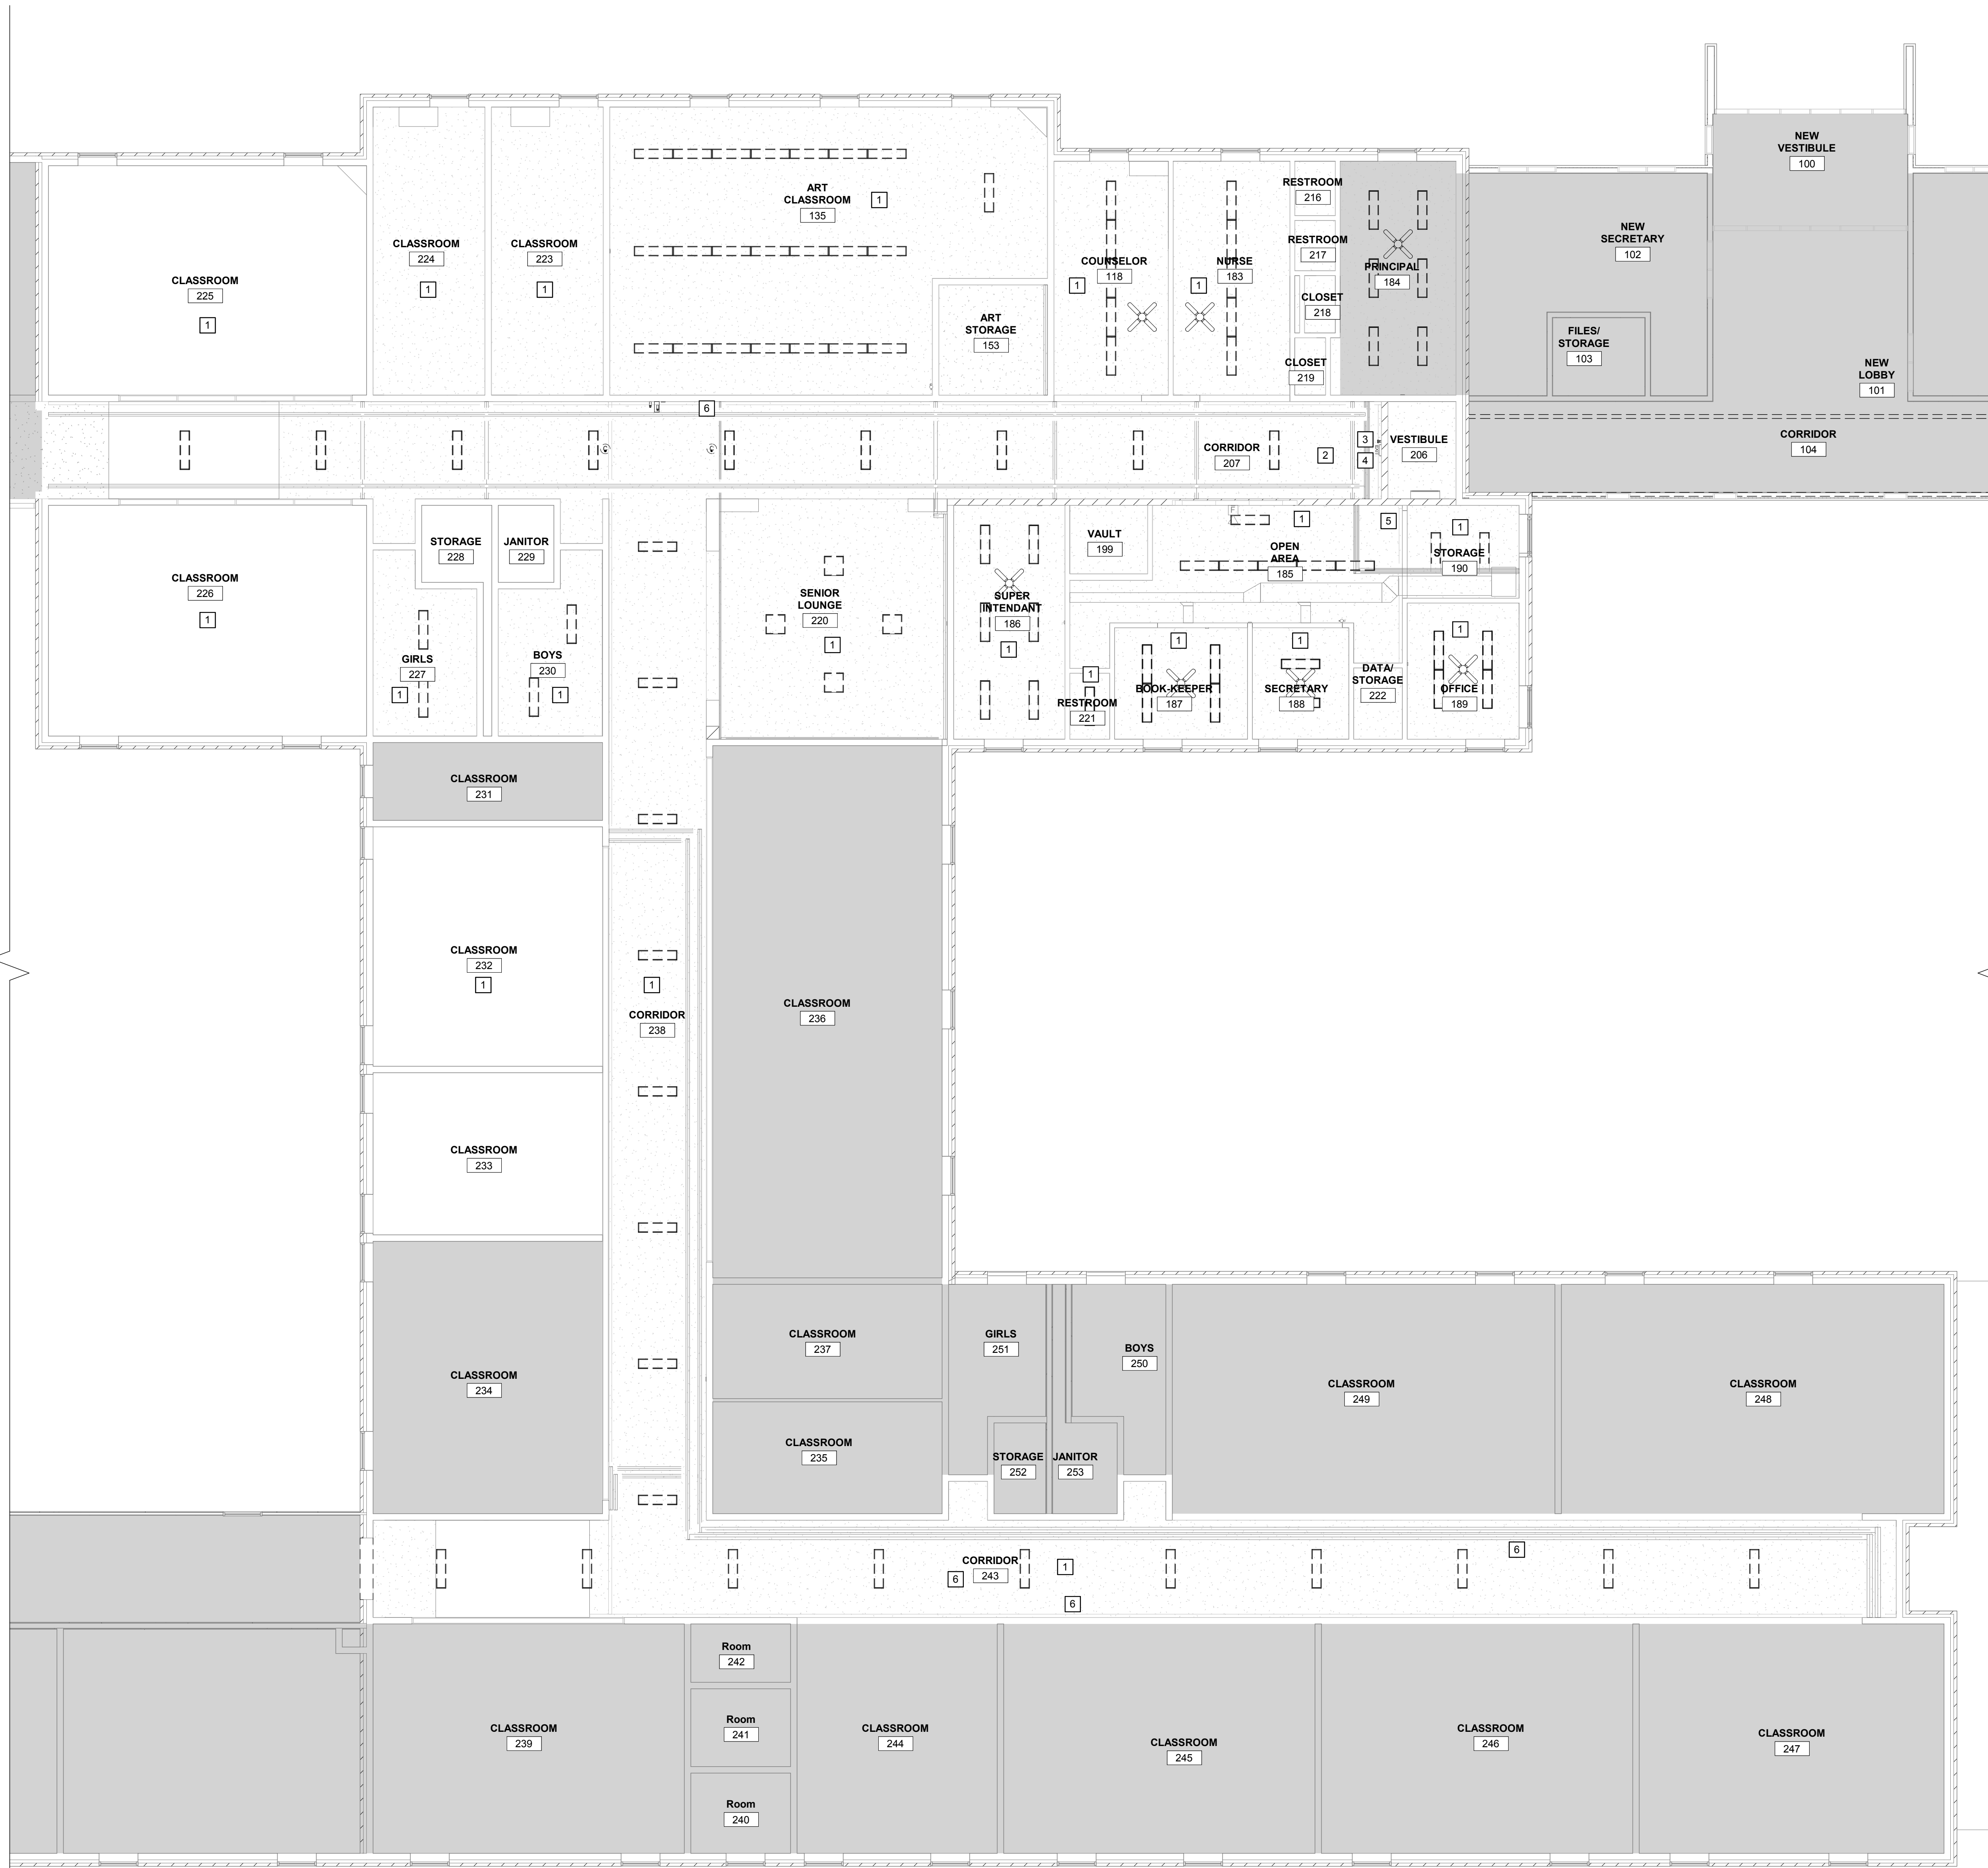 NEW
VESTIBULE
100
ART
CLASSROOM
135
1
CLASSROOM
224
1
CLASSROOM
223
1
CLASSROOM
225
1
COUNSELOR
118
1
NURSE
183
1
RESTROOM
216
RESTROOM
217
CLOSET
218
CLOSET
219
PRINCIPAL
184
NEW
SECRETARY
102
ART
STORAGE
153
FILES/
STORAGE
103
NEW
LOBBY
101
6
CORRIDOR
207
2
3
4
VESTIBULE
206
CORRIDOR
104
CLASSROOM
226
1
STORAGE
228
JANITOR
229
GIRLS
227
1
BOYS
230
1
SENIOR
LOUNGE
220
1
SUPER
INTENDANT
186
1
VAULT
199
1
OPEN
AREA
185
5
1
STORAGE
190
1
RESTROOM
221
1
BOOK-KEEPER
187
1
SECRETARY
188
DATA/
STORAGE
222
1
OFFICE
189
CLASSROOM
231
CLASSROOM
232
1
1
CORRIDOR
238
CLASSROOM
236
CLASSROOM
233
CLASSROOM
234
CLASSROOM
237
CLASSROOM
235
GIRLS
251
BOYS
250
STORAGE
252
JANITOR
253
CLASSROOM
249
CLASSROOM
248
CORRIDOR
243
6
1
6
6
CLASSROOM
239
Room
242
Room
241
Room
240
CLASSROOM
244
CLASSROOM
245
CLASSROOM
246
CLASSROOM
247